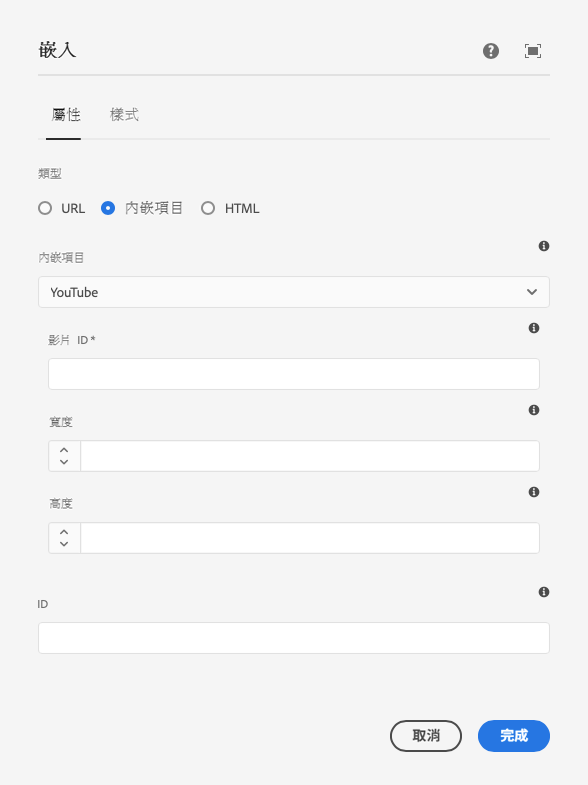 嵌入
屬性 樣式
類型
URL 內嵌項目 HTML
內嵌項目
YouTube
影片 ID *
寬度
高度
ID
取消 完成